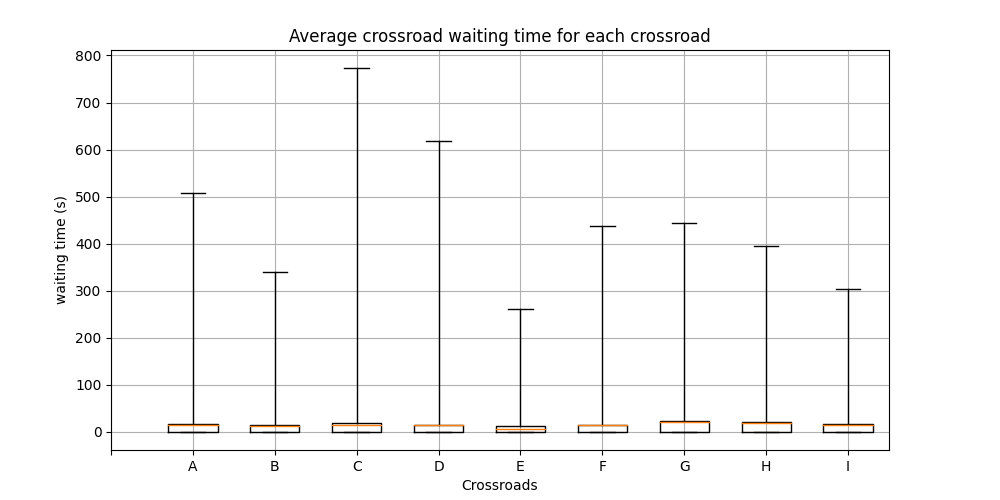 Average crossroad waiting time for each crossroad
800
700
600
500
400
300
200
100
0
waiting time (s)
A B C D E F G H I
Crossroads